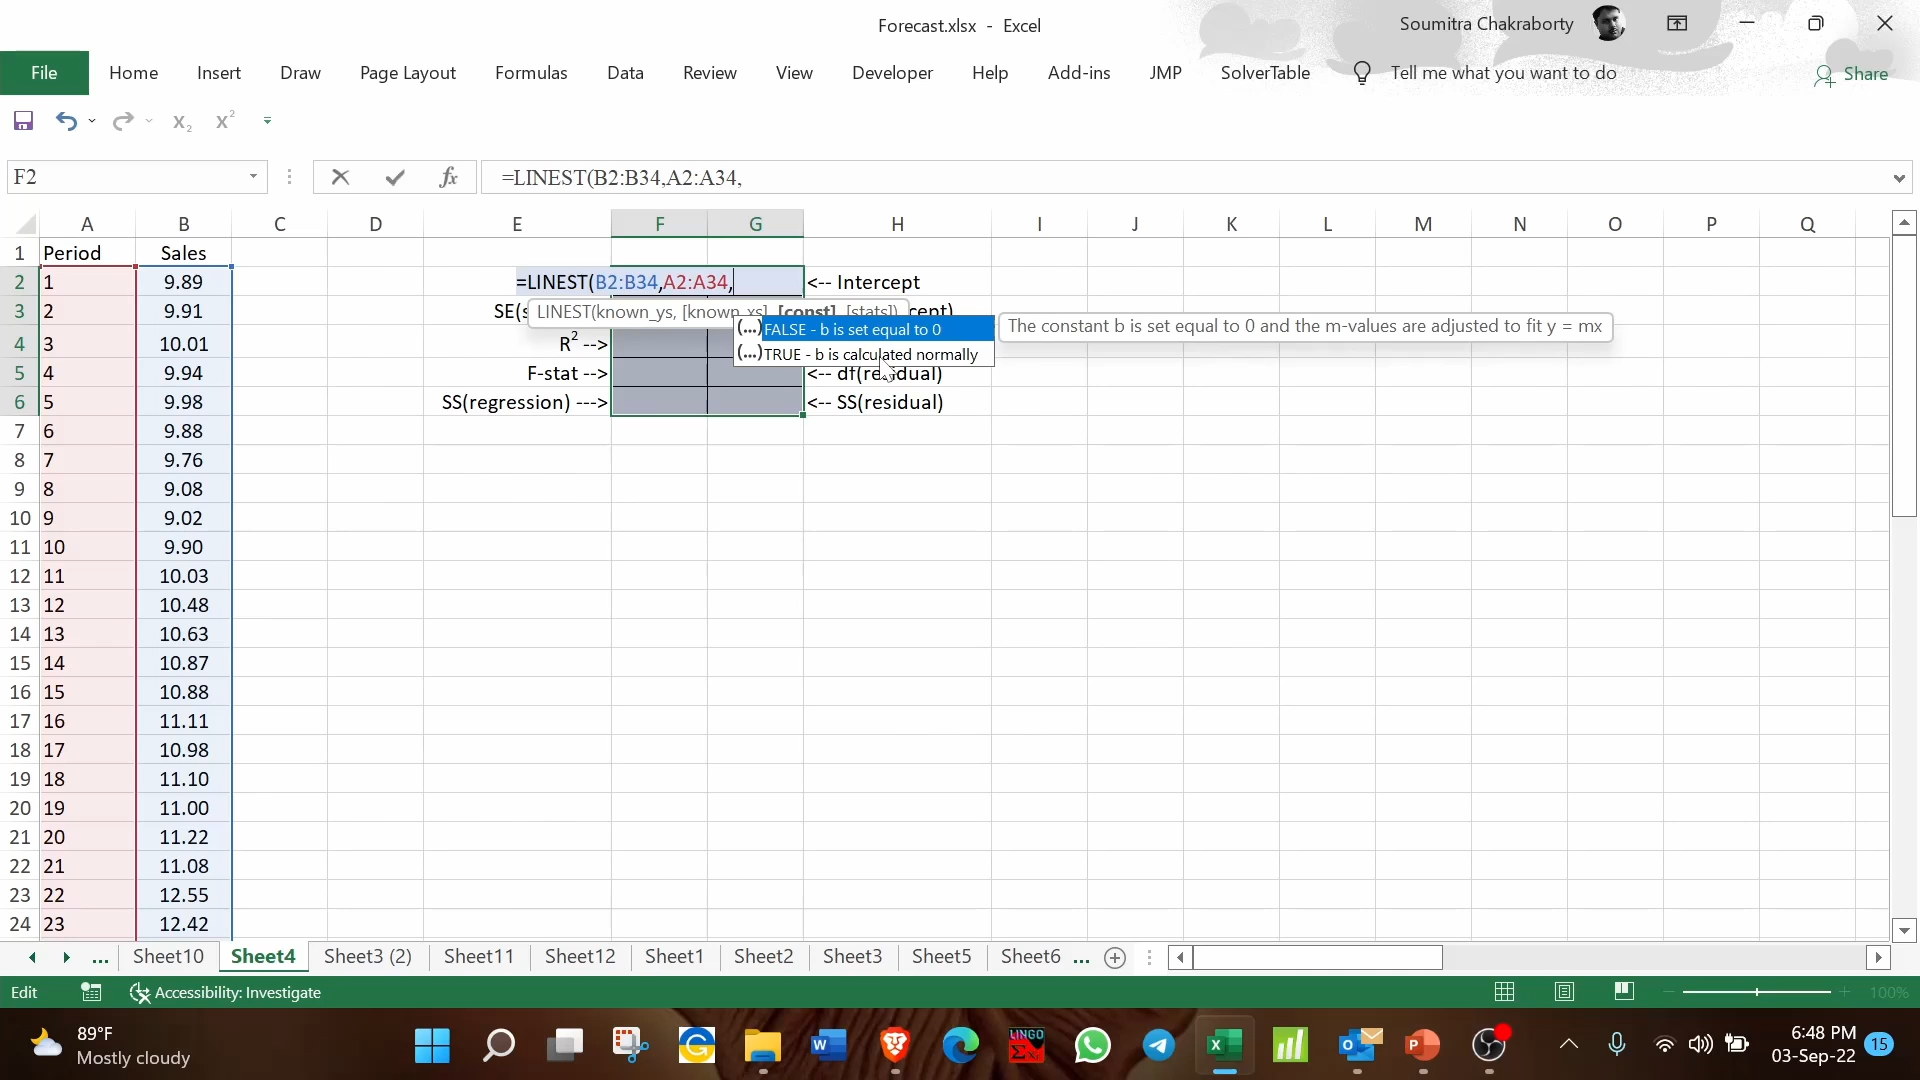 Forecast.xlsx - Excel
Soumitra Chakraborty
File Home Insert Draw Page Layout Formulas Data Review View Developer Help Add-ins JMP SolverTable Tell me what you want to do Share
X₂ X²
F2 fx =LINEST(B2:B34,A2:A34,
A B C D E F G H I J K L M N O P Q
1 Period Sales
2 1 9.89 =LINEST(B2:B34,A2:A34, <-- Intercept
3 2 9.91 SE(s LINEST(known_ys, [known_xs], [const], [stats]) cept)
(...) FALSE - b is set equal to 0 The constant b is set equal to 0 and the m-values are adjusted to fit y = mx
4 3 10.01 R² -->
(...) TRUE - b is calculated normally
5 4 9.94 F-stat --> <-- df(residual)
6 5 9.98 SS(regression) ---> <-- SS(residual)
7 6 9.88
8 7 9.76
9 8 9.08
10 9 9.02
11 10 9.90
12 11 10.03
13 12 10.48
14 13 10.63
15 14 10.87
16 15 10.88
17 16 11.11
18 17 10.98
19 18 11.10
20 19 11.00
21 20 11.22
22 21 11.08
23 22 12.55
24 23 12.42
... Sheet10 Sheet4 Sheet3 (2) Sheet11 Sheet12 Sheet1 Sheet2 Sheet3 Sheet5 Sheet6 ...
Edit Accessibility: Investigate 100%
89°F
Mostly cloudy
LINGO
6:48 PM
03-Sep-22
15